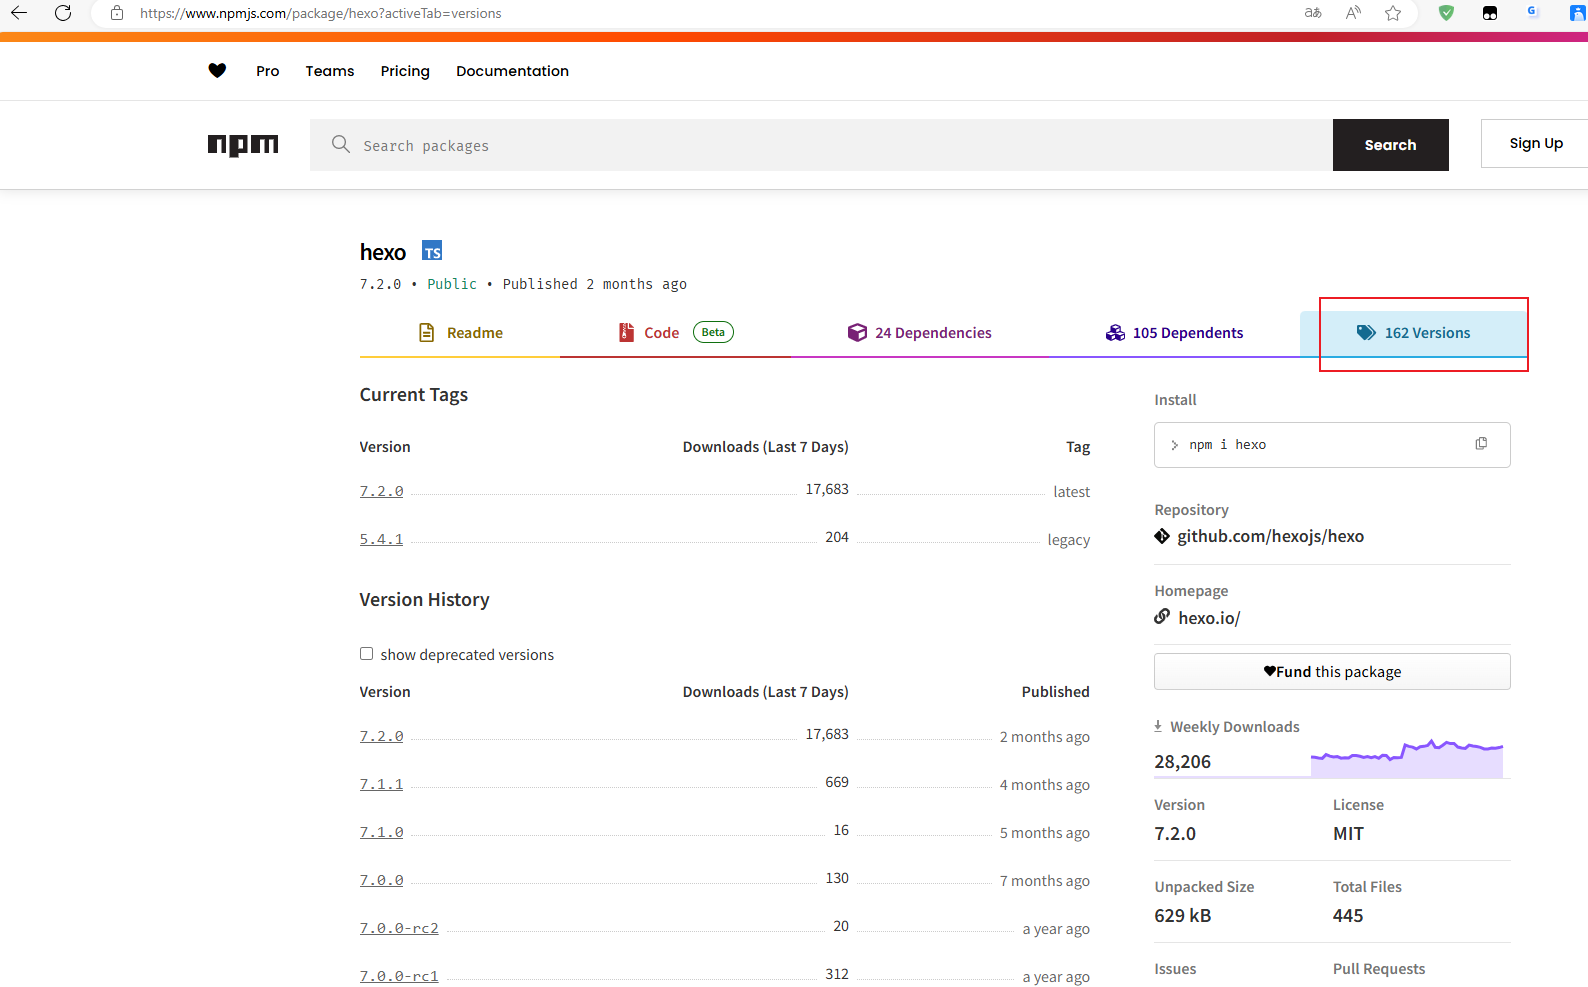 https://www.npmjs.com/package/hexo?activeTab=versions
Pro Teams Pricing Documentation
npm Search packages Search Sign Up
hexo TS
7.2.0 • Public • Published 2 months ago
Readme Code Beta 24 Dependencies 105 Dependents 162 Versions
Current Tags
Version Downloads (Last 7 Days) Tag
7.2.0 17,683 latest
5.4.1 204 legacy
Version History
show deprecated versions
Version Downloads (Last 7 Days) Published
7.2.0 17,683 2 months ago
7.1.1 669 4 months ago
7.1.0 16 5 months ago
7.0.0 130 7 months ago
7.0.0-rc2 20 a year ago
7.0.0-rc1 312 a year ago
Install
npm i hexo
Repository
github.com/hexojs/hexo
Homepage
hexo.io/
Fund this package
Weekly Downloads
28,206
Version License
7.2.0 MIT
Unpacked Size Total Files
629 kB 445
Issues Pull Requests